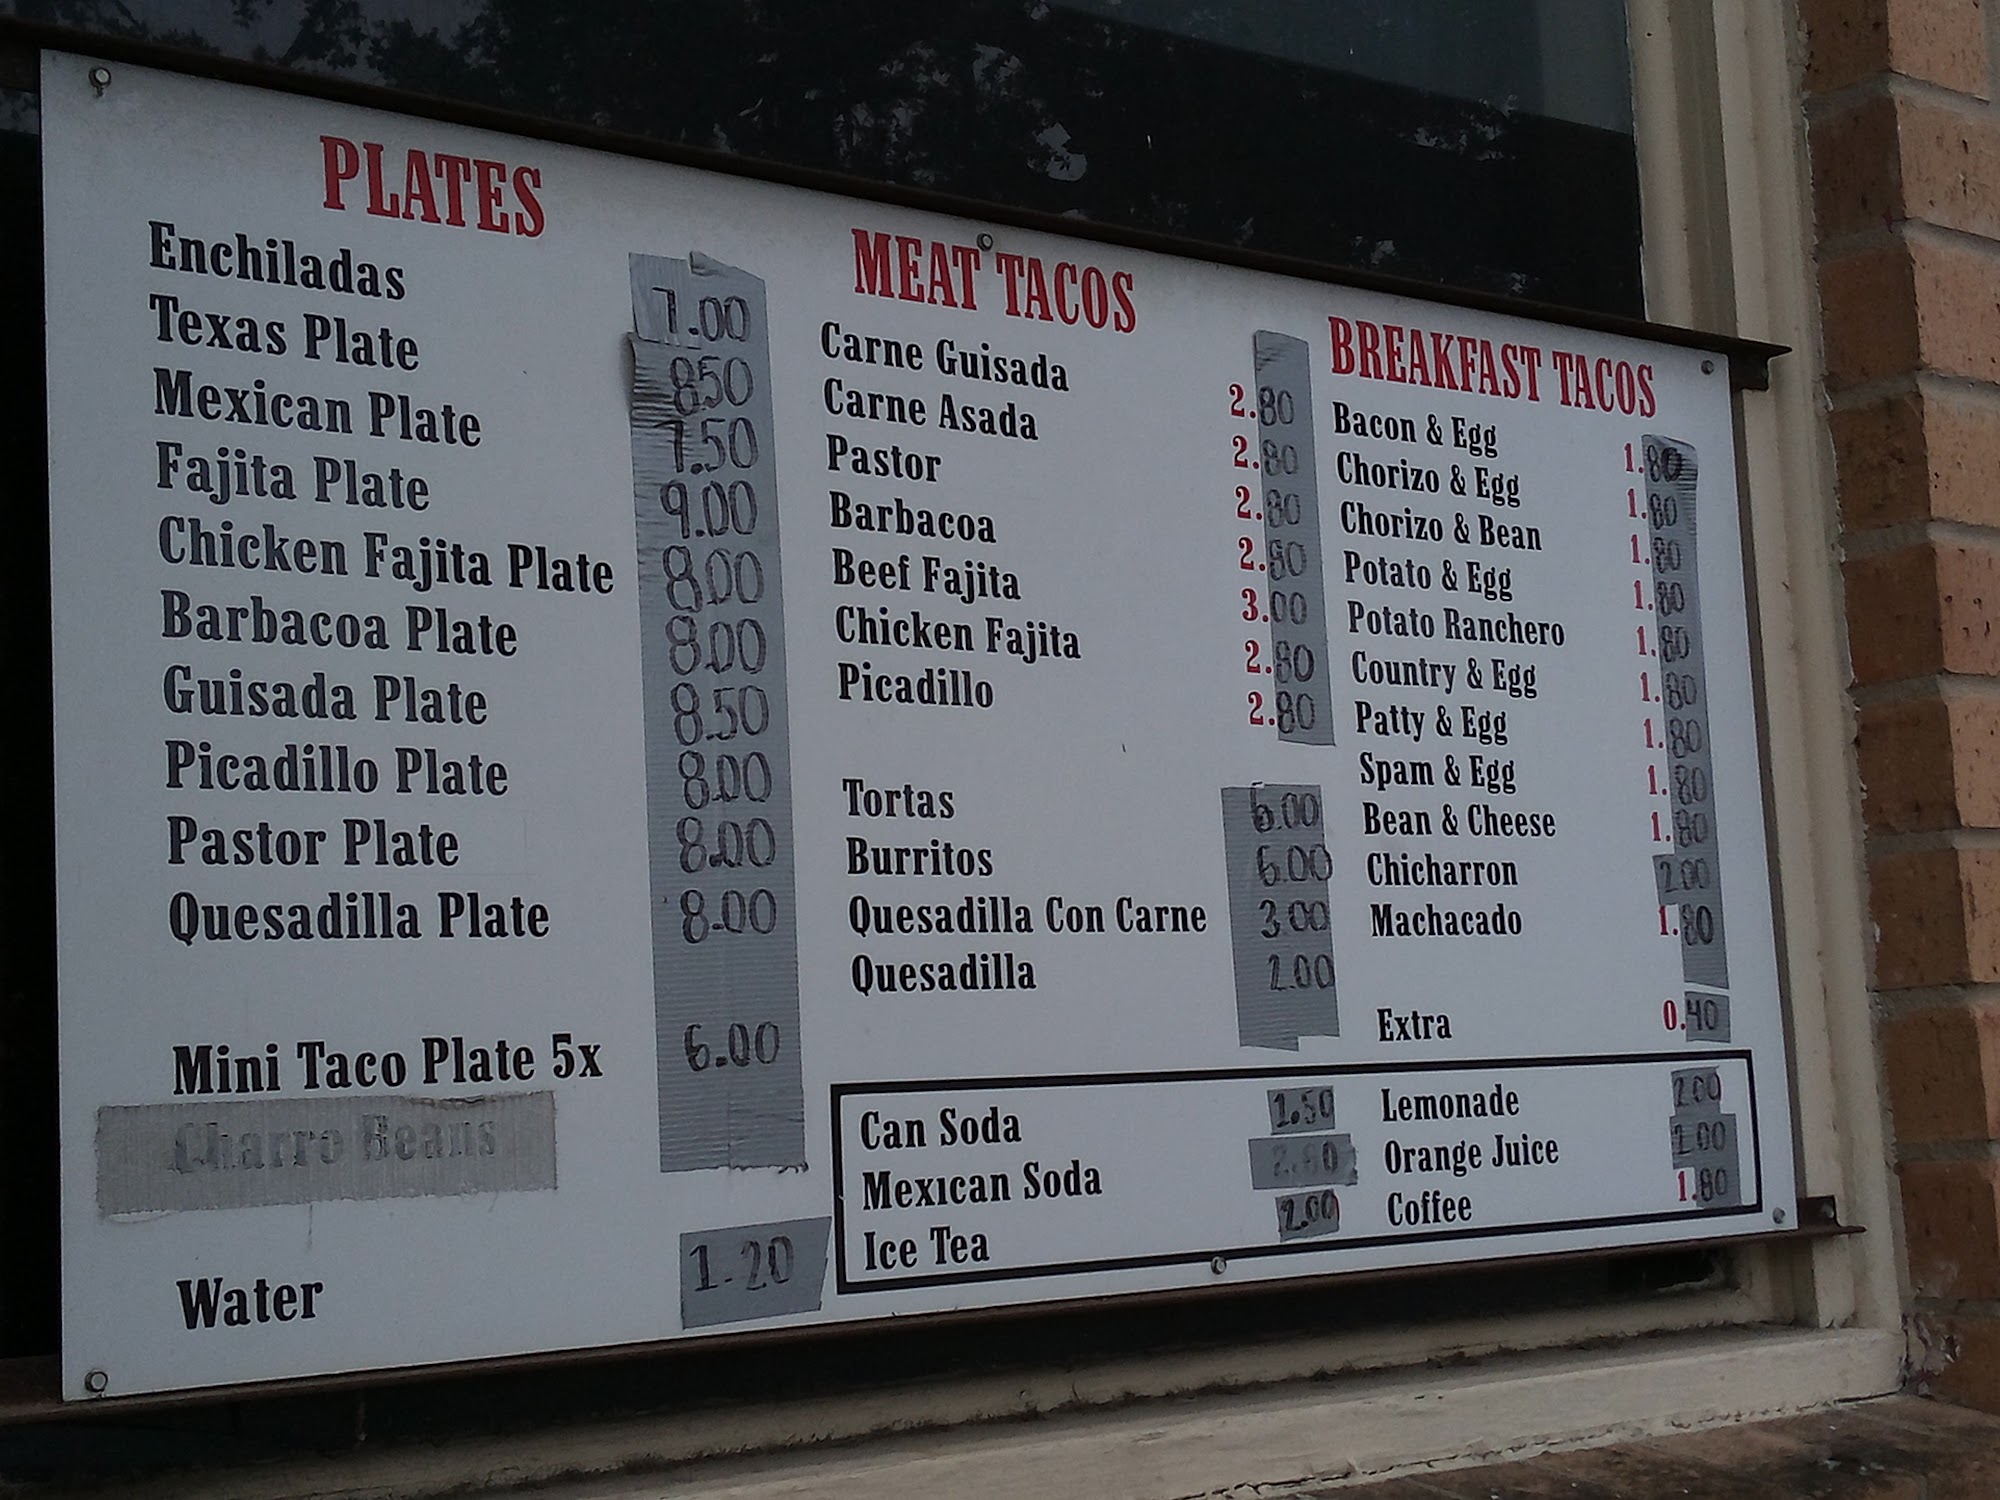 PLATES
Enchiladas 7.00
Texas Plate 8.50
Mexican Plate 7.50
Fajita Plate 9.00
Chicken Fajita Plate 8.00
Barbacoa Plate 8.00
Guisada Plate 8.50
Picadillo Plate 8.00
Pastor Plate 8.00
Quesadilla Plate 8.00
Mini Taco Plate 5x 6.00
Charro Beans
Water 1.20
MEAT TACOS
Carne Guisada 2.80
Carne Asada 2.80
Pastor 2.80
Barbacoa 2.80
Beef Fajita 3.00
Chicken Fajita 2.80
Picadillo 2.80
Tortas 6.00
Burritos 6.00
Quesadilla Con Carne 3.00
Quesadilla 2.00
BREAKFAST TACOS
Bacon & Egg 1.80
Chorizo & Egg 1.80
Chorizo & Bean 1.80
Potato & Egg 1.80
Potato Ranchero 1.80
Country & Egg 1.80
Patty & Egg 1.80
Spam & Egg 1.80
Bean & Cheese 1.80
Chicharron 2.00
Machacado 1.80
Extra 0.40
Can Soda 1.50
Mexican Soda
Ice Tea 2.00
Lemonade 2.00
Orange Juice 2.00
Coffee 1.80